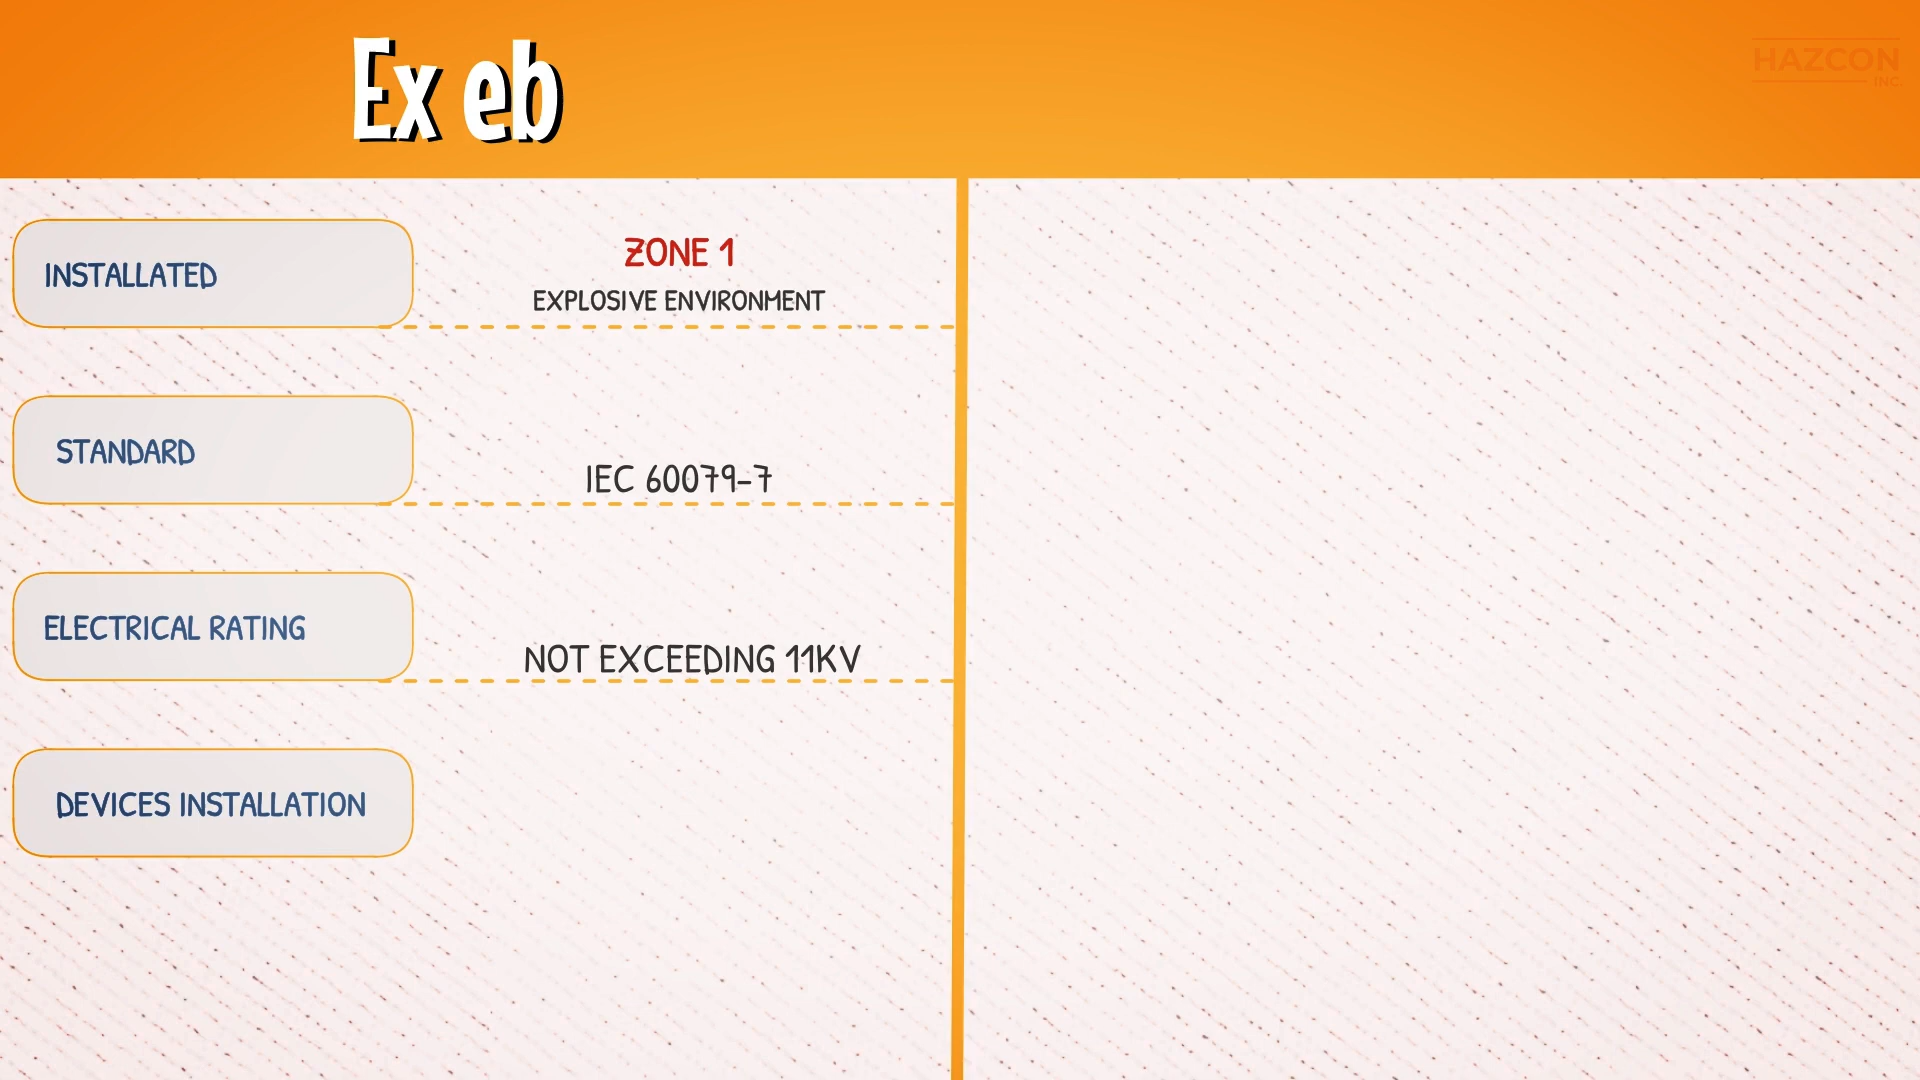 Ex eb
HAZCON
INC.
INSTALLATED
ZONE 1
EXPLOSIVE ENVIRONMENT
STANDARD
IEC 60079-7
ELECTRICAL RATING
NOT EXCEEDING 11KV
DEVICES INSTALLATION